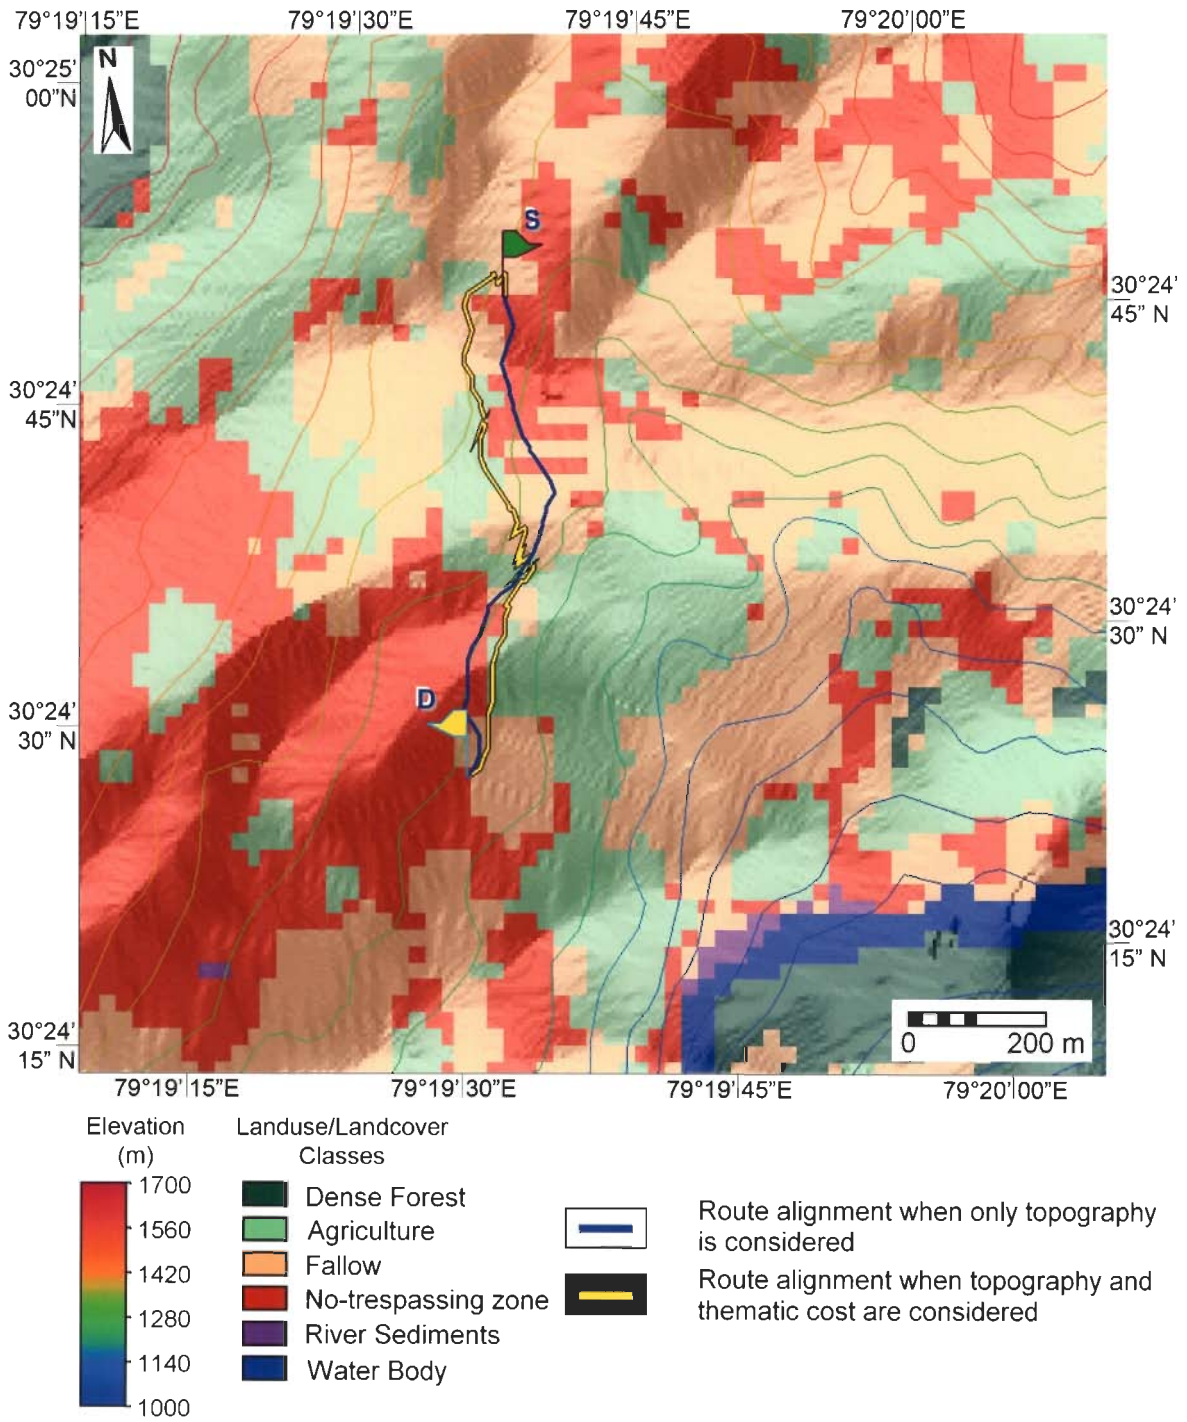 79°19'15"E 79°19'30"E 79°19'45"E 79°20'00"E
N
30°25'
00"N
S
30°24'
45" N
30°24'
45"N
30°24'
30" N
D
30°24'
30" N
30°24'
15" N
30°24'
15" N
0 200 m
79°19'15"E 79°19'30"E 79°19'45"E 79°20'00"E
Elevation
(m)
1700
1560
1420
1280
1140
1000
Landuse/Landcover
Classes
Dense Forest
Agriculture
Fallow
No-trespassing zone
River Sediments
Water Body
Route alignment when only topography
is considered
Route alignment when topography and
thematic cost are considered